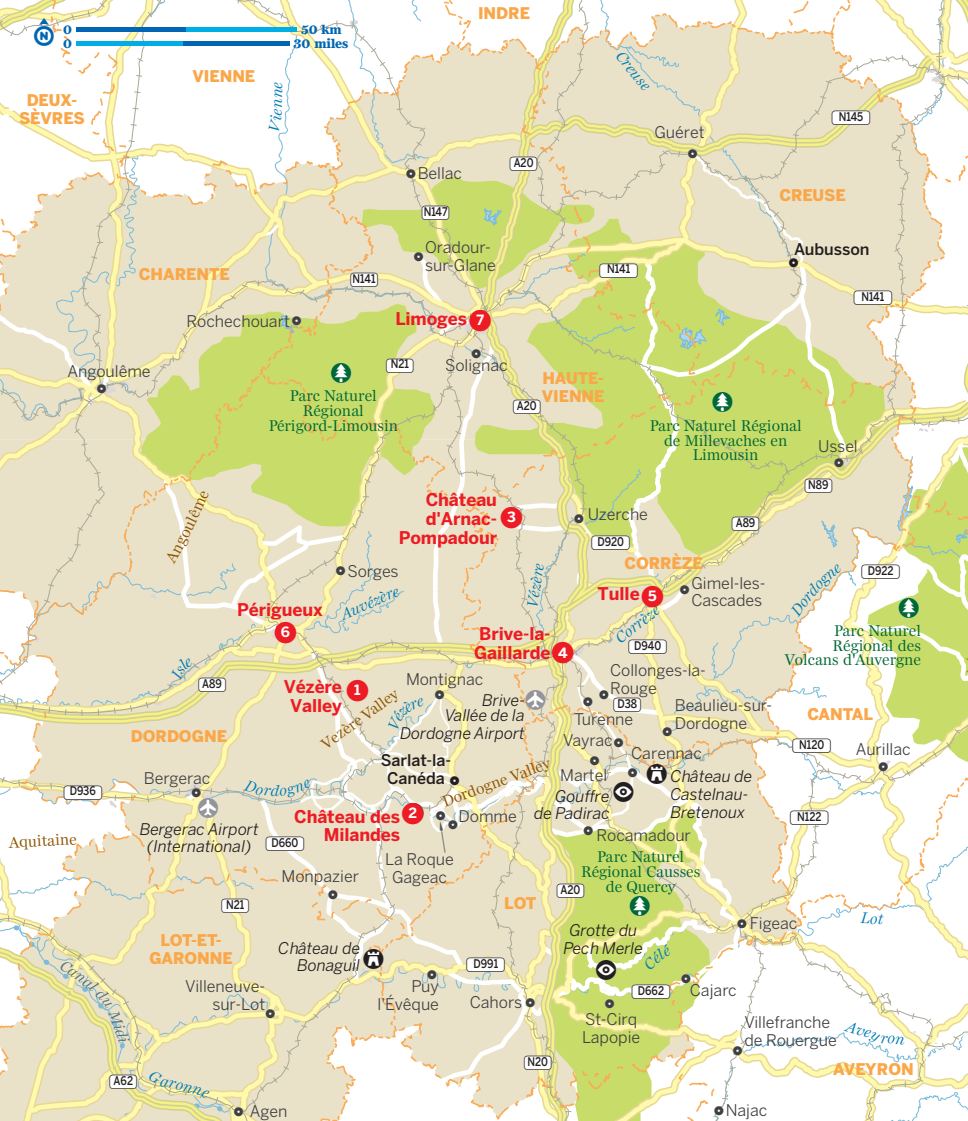 INDRE
N
0
50 km
0
30 miles
VIENNE
DEUX-
SÈVRES
Vienne
Creuse
N145
Guéret
A20
Bellac
CREUSE
N147
Oradour-
sur-Glane
Aubusson
CHARENTE
N141
N141
N141
Rochechouart
Limoges 7
Solignac
Angoulême
N21
HAUTE-
VIENNE
Parc Naturel
Régional
Périgord-Limousin
A20
Parc Naturel Régional
de Millevaches en
Limousin
Ussel
N89
Château
d'Arnac-
Pompadour
3
Angoulême
Uzerche
A89
D920
CORRÈZE
D922
Sorges
Vézère
Dordogne
Gimel-les-
Cascades
Tulle 5
Auvézère
Périgueux
6
Corrèze
Parc Naturel
Régional des
Volcans d'Auvergne
Brive-la-
Gaillarde 4
D940
Isle
A89
Collonges-la-
Rouge
Vézère
Valley
1
Montignac
D38
Vezère Valley
Vézère
Brive-
Vallée de la
Dordogne Airport
Turenne
Beaulieu-sur-
Dordogne
CANTAL
DORDOGNE
Vayrac
N120
Aurillac
Carennac
Sarlat-la-
Canéda
Bergerac
Dordogne
Dordogne Valley
Martel
Château de
Castelnau-
Bretenoux
D936
Gouffre
de Padirac
Château des
Milandes
2
Domme
N122
Bergerac Airport
(International)
Aquitaine
D660
Rocamadour
La Roque
Gageac
Parc Naturel
Régional Causses
de Quercy
Monpazier
A20
N21
LOT
Lot
Figeac
Grotte du
Pech Merle
LOT-ET-
GARONNE
Château de
Bonaguil
Célé
D991
Canal du Midi
Villeneuve-
sur-Lot
Puy
l'Évêque
Cahors
D662
Cajarc
St-Cirq
Lapopie
Villefranche
de Rouergue
Aveyron
N20
AVEYRON
A62
Garonne
Agen
Najac